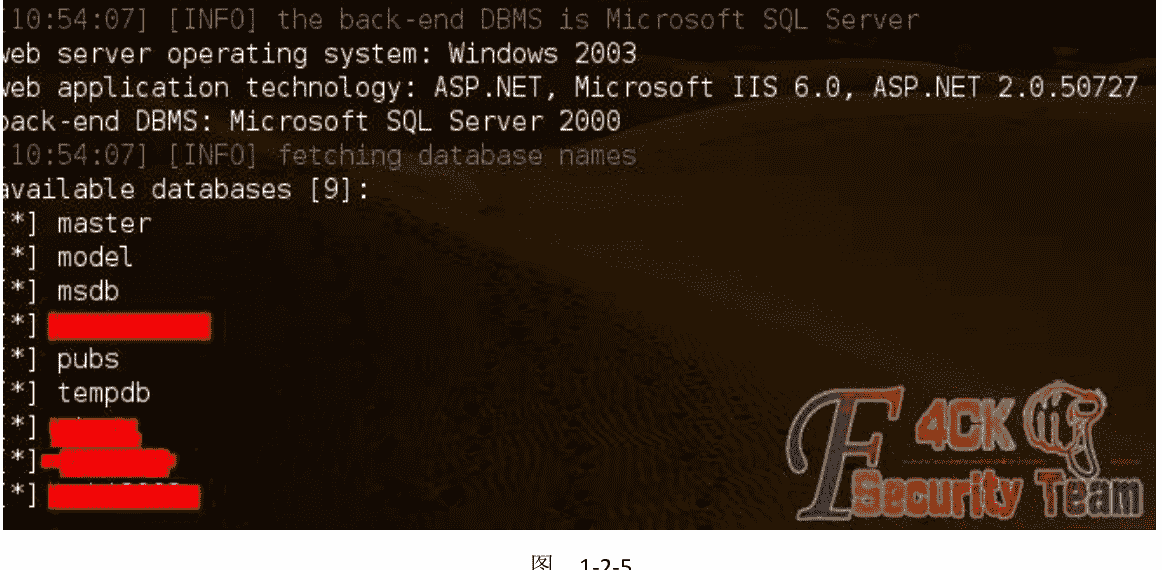 [10:54:07] [INFO] the back-end DBMS is Microsoft SQL Server
web server operating system: Windows 2003
web application technology: ASP.NET, Microsoft IIS 6.0, ASP.NET 2.0.50727
back-end DBMS: Microsoft SQL Server 2000
[10:54:07] [INFO] fetching database names
available databases [9]:
[*] master
[*] model
[*] msdb
[*]
[*] pubs
[*] tempdb
[*]
[*]
[*]
F4CK
Security Team
图 1-2-5